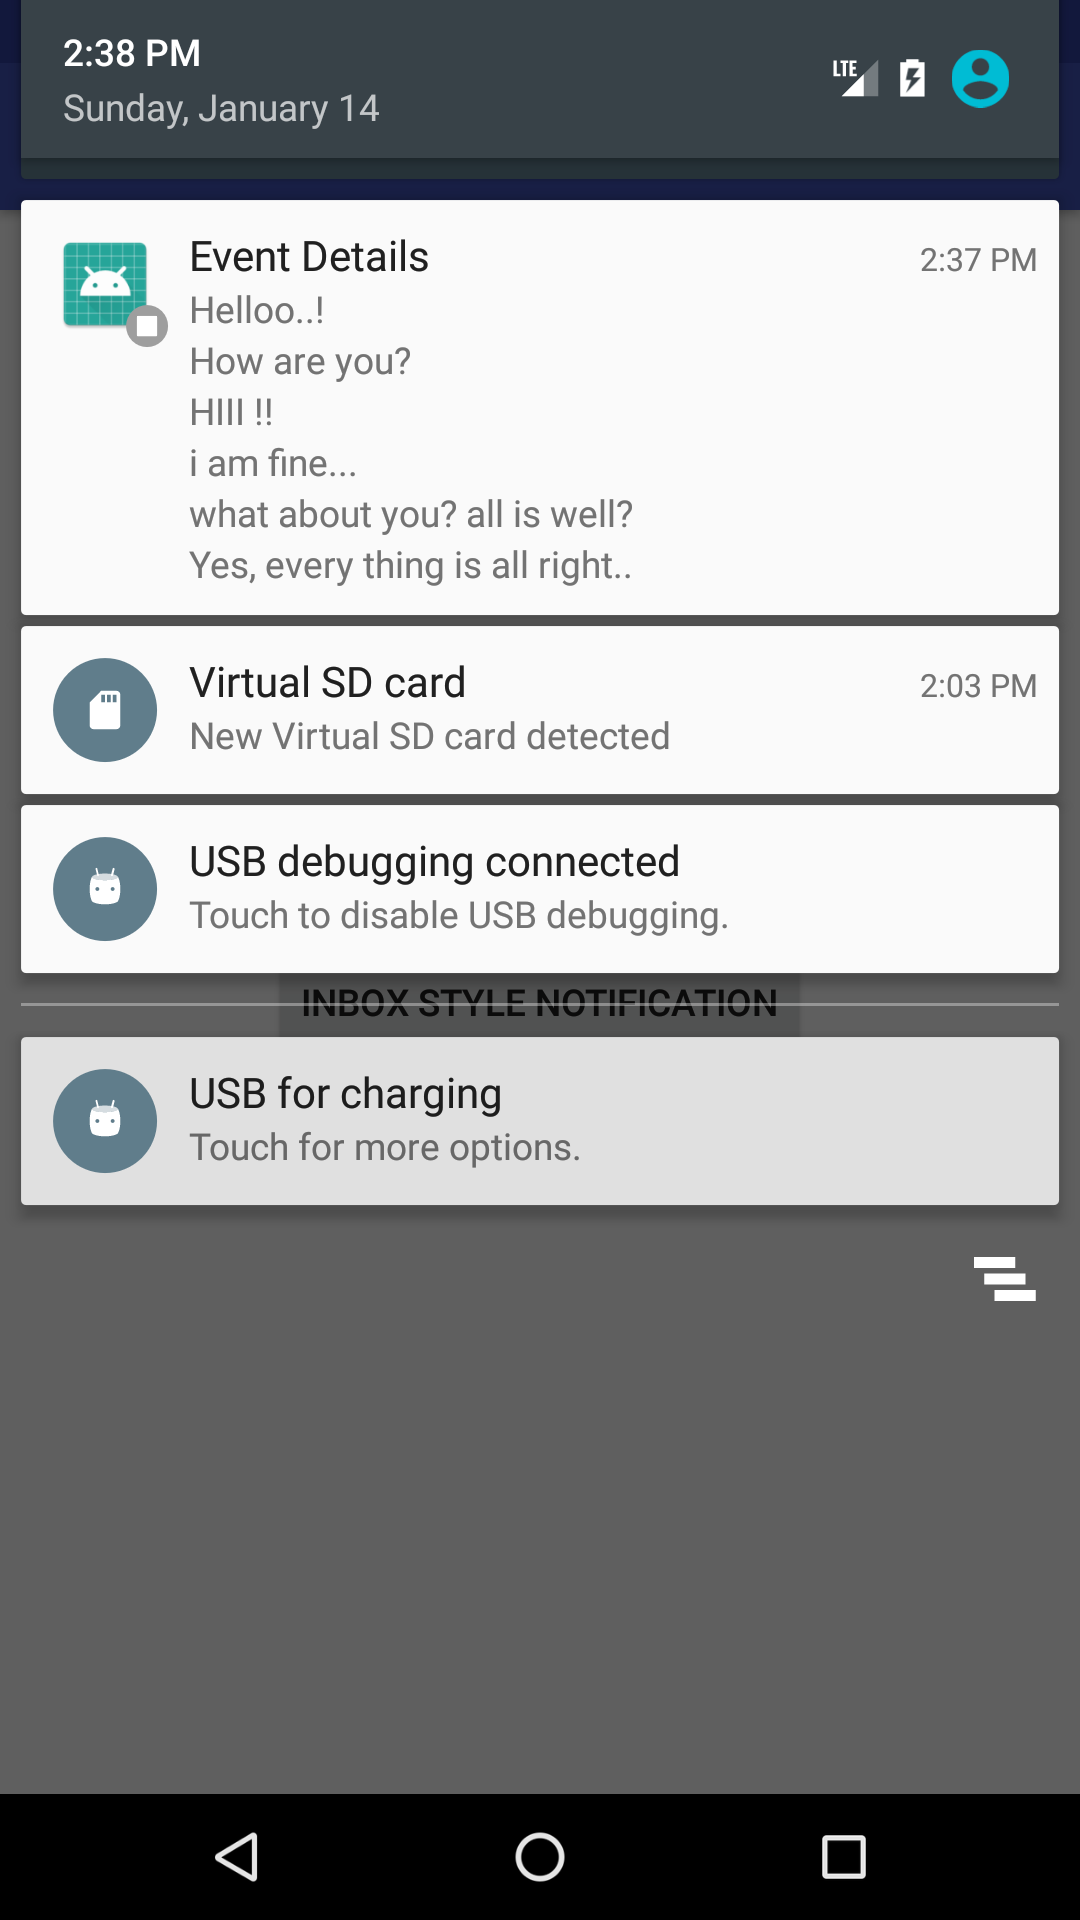 2:38 PM
Sunday, January 14
LTE
Event Details
2:37 PM
Helloo..!
How are you?
HIII !!
i am fine...
what about you? all is well?
Yes, every thing is all right..
Virtual SD card
2:03 PM
New Virtual SD card detected
USB debugging connected
Touch to disable USB debugging.
INBOX STYLE NOTIFICATION
USB for charging
Touch for more options.